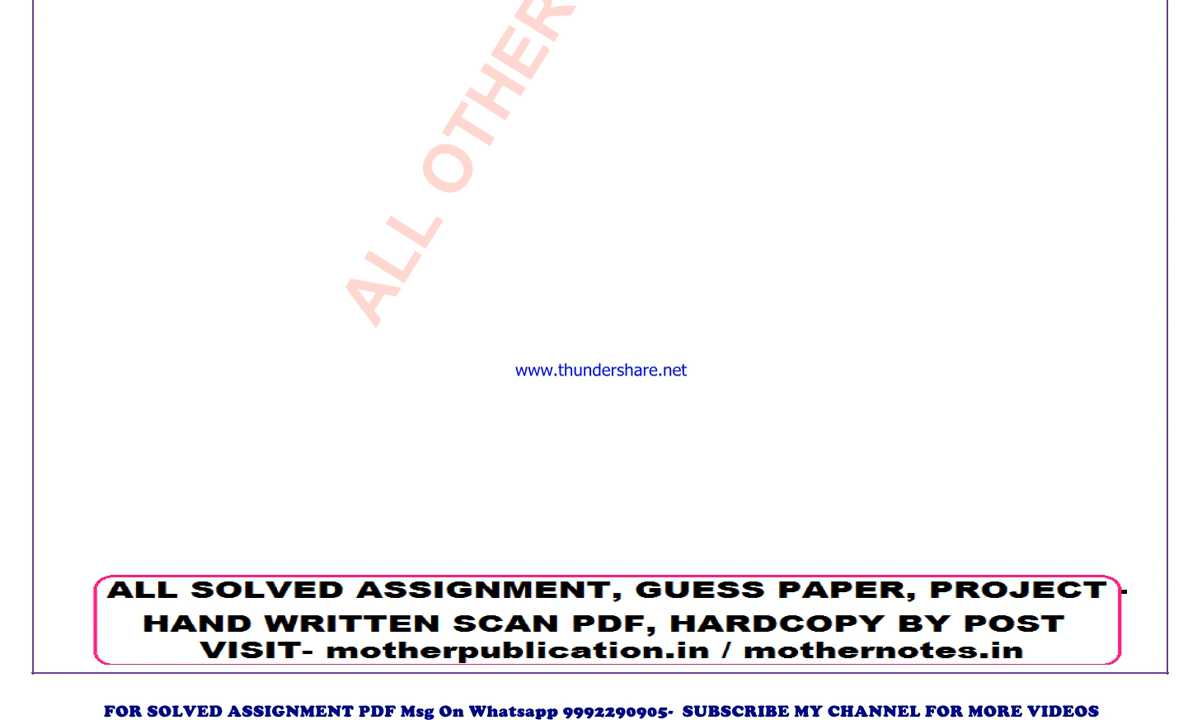 ALL OTHER
www.thundershare.net
ALL SOLVED ASSIGNMENT, GUESS PAPER, PROJECT -
HAND WRITTEN SCAN PDF, HARDCOPY BY POST
VISIT- motherpublication.in / mothernotes.in
FOR SOLVED ASSIGNMENT PDF Msg On Whatsapp 9992290905- SUBSCRIBE MY CHANNEL FOR MORE VIDEOS